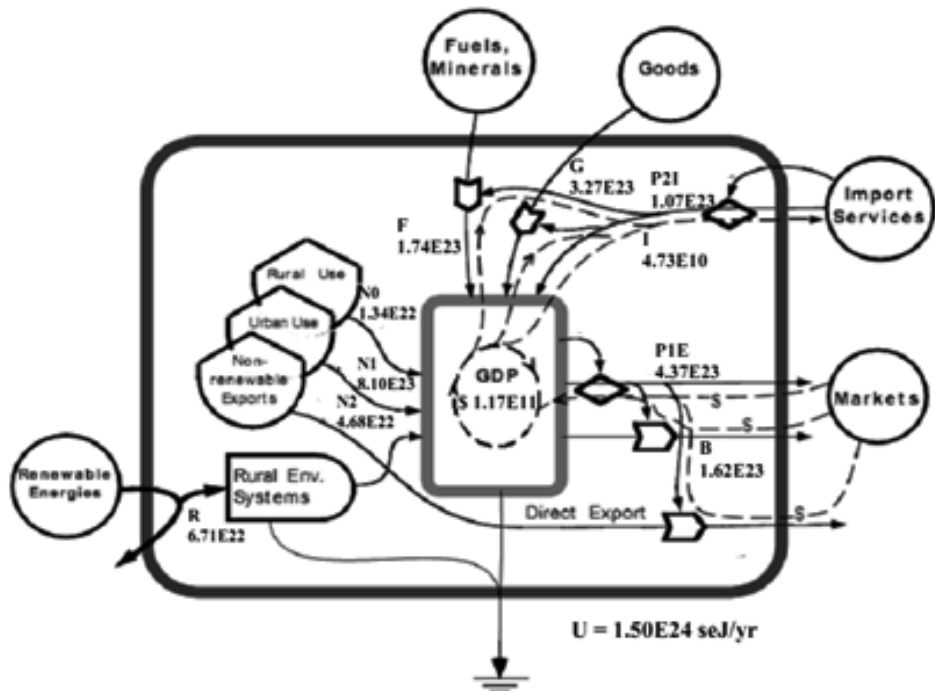 Fuels,
Minerals
Goods
G
3.27E23
P2I
1.07E23
Import
Services
F
1.74E23
I
4.73E10
Rural Use
N0
1.34E22
Urban Use
Non-
renewable
Exports
N1
8.10E23
N2
4.68E22
GDP
$ 1.17E11
P1E
4.37E23
$
Markets
$
B
1.62E23
Renewable
Energies
Rural Env.
Systems
R
6.71E22
Direct Export
$
U = 1.50E24 seJ/yr